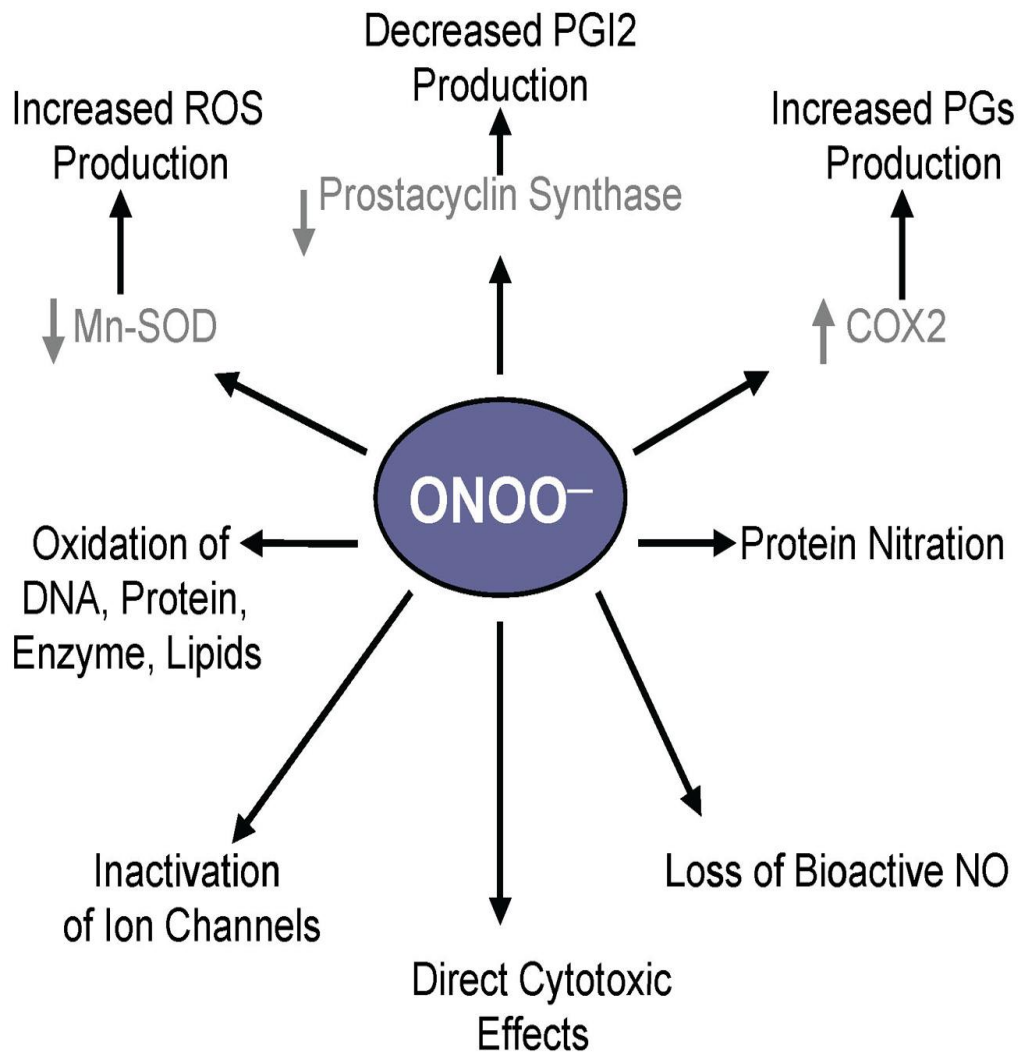 Decreased PGI2
Production
Increased ROS
Production
Increased PGs
Production
Prostacyclin Synthase
Mn-SOD
COX2
ONOO−
Oxidation of
DNA, Protein,
Enzyme, Lipids
Protein Nitration
Inactivation
of Ion Channels
Loss of Bioactive NO
Direct Cytotoxic
Effects